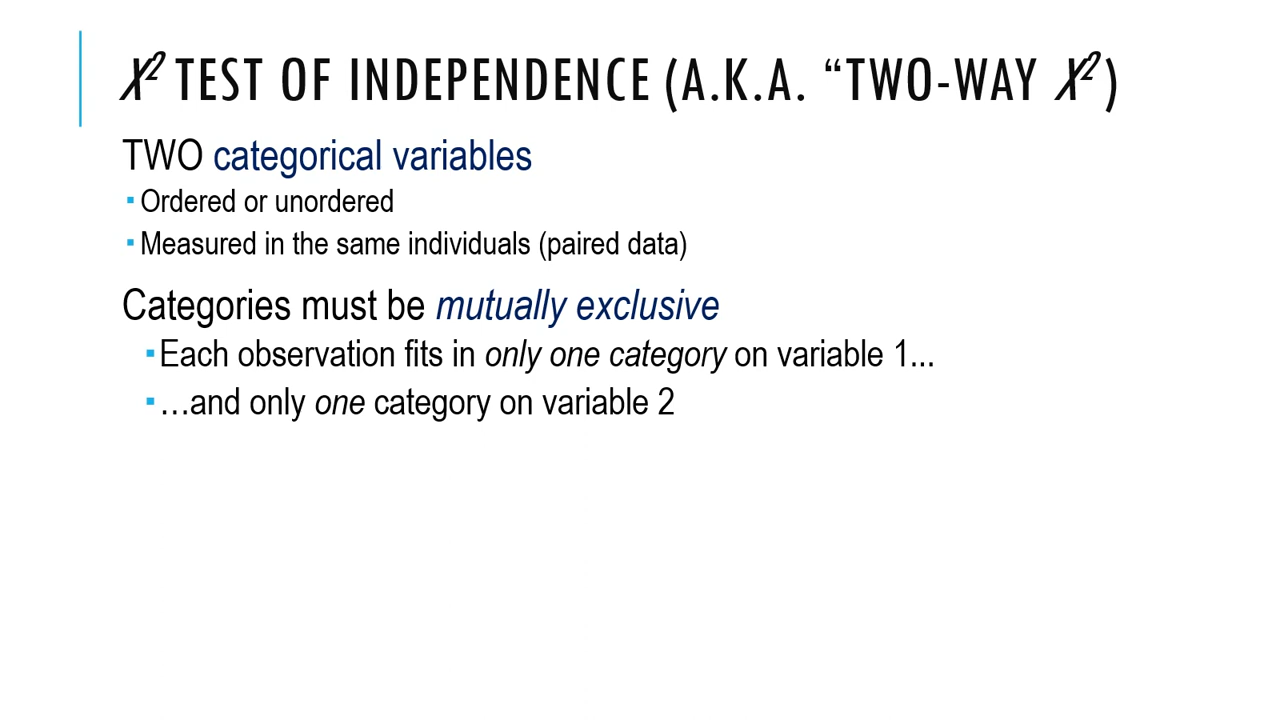 X² TEST OF INDEPENDENCE (A.K.A. “TWO-WAY X²)
TWO categorical variables
▪ Ordered or unordered
▪ Measured in the same individuals (paired data)
Categories must be mutually exclusive
▪ Each observation fits in only one category on variable 1...
▪ …and only one category on variable 2